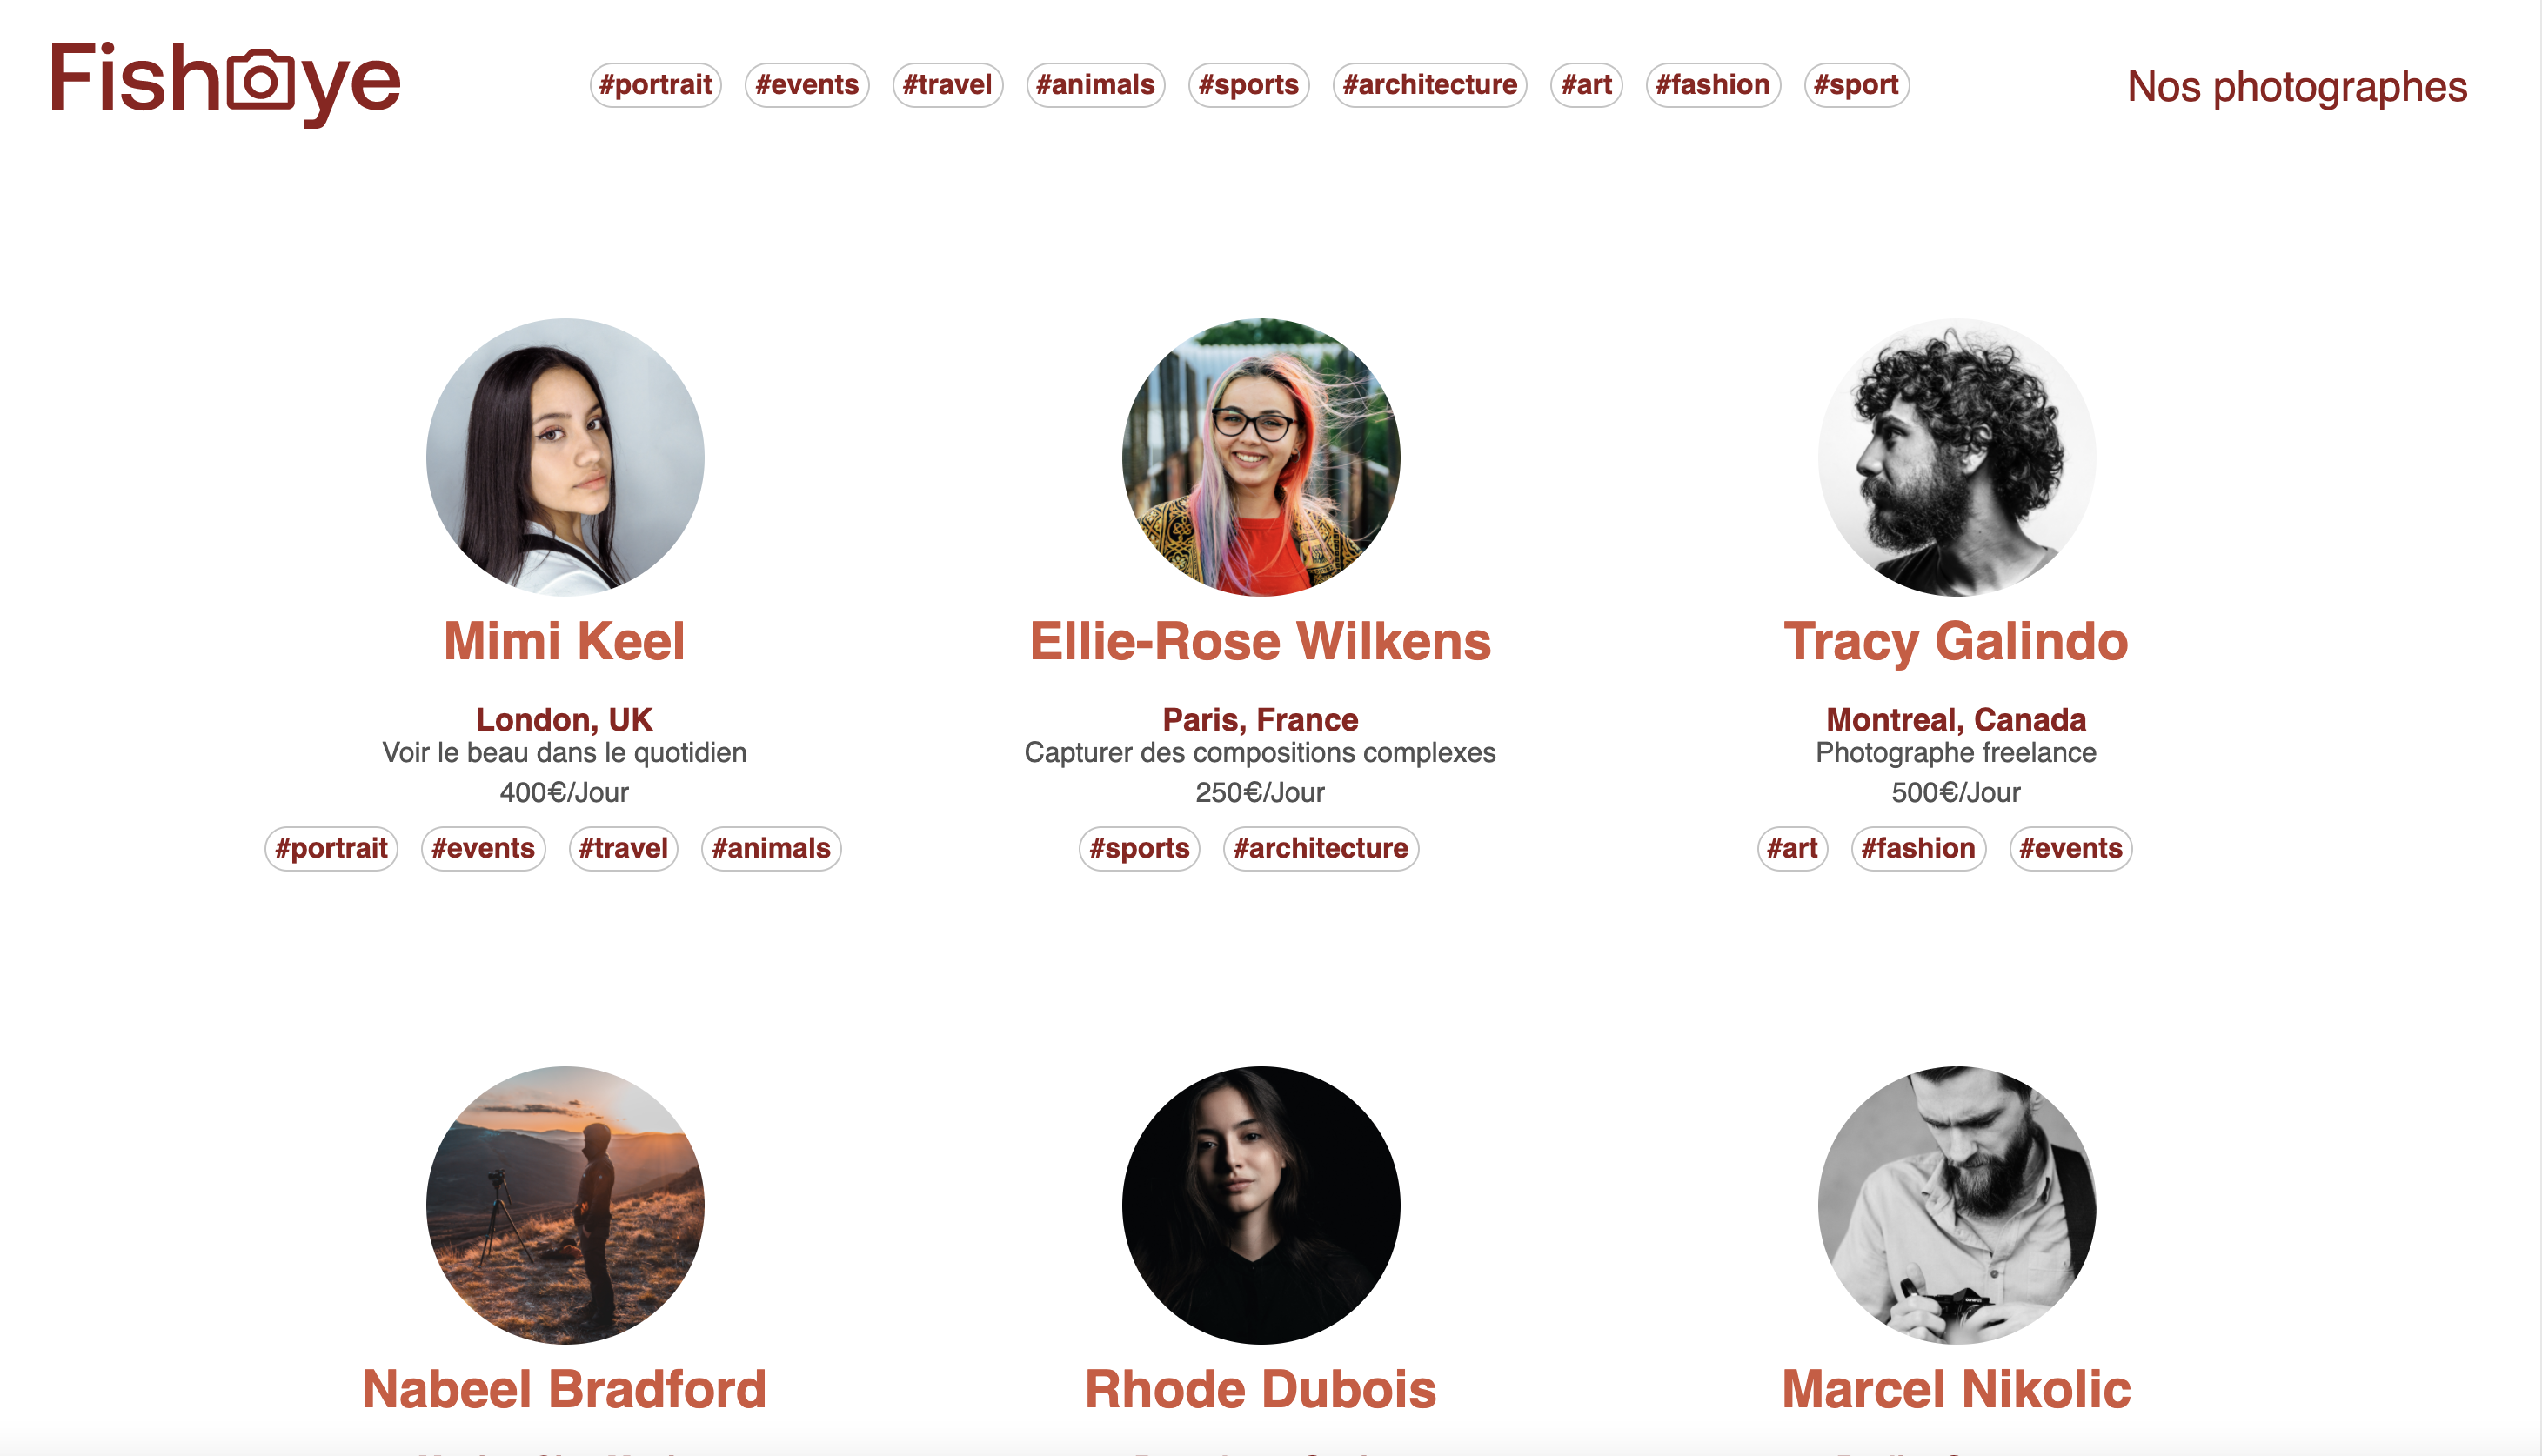 Fisheye
#portrait #events #travel #animals #sports #architecture #art #fashion #sport
Nos photographes
Mimi Keel
London, UK
Voir le beau dans le quotidien
400€/Jour
#portrait #events #travel #animals
Ellie-Rose Wilkens
Paris, France
Capturer des compositions complexes
250€/Jour
#sports #architecture
Tracy Galindo
Montreal, Canada
Photographe freelance
500€/Jour
#art #fashion #events
Nabeel Bradford
Rhode Dubois
Marcel Nikolic